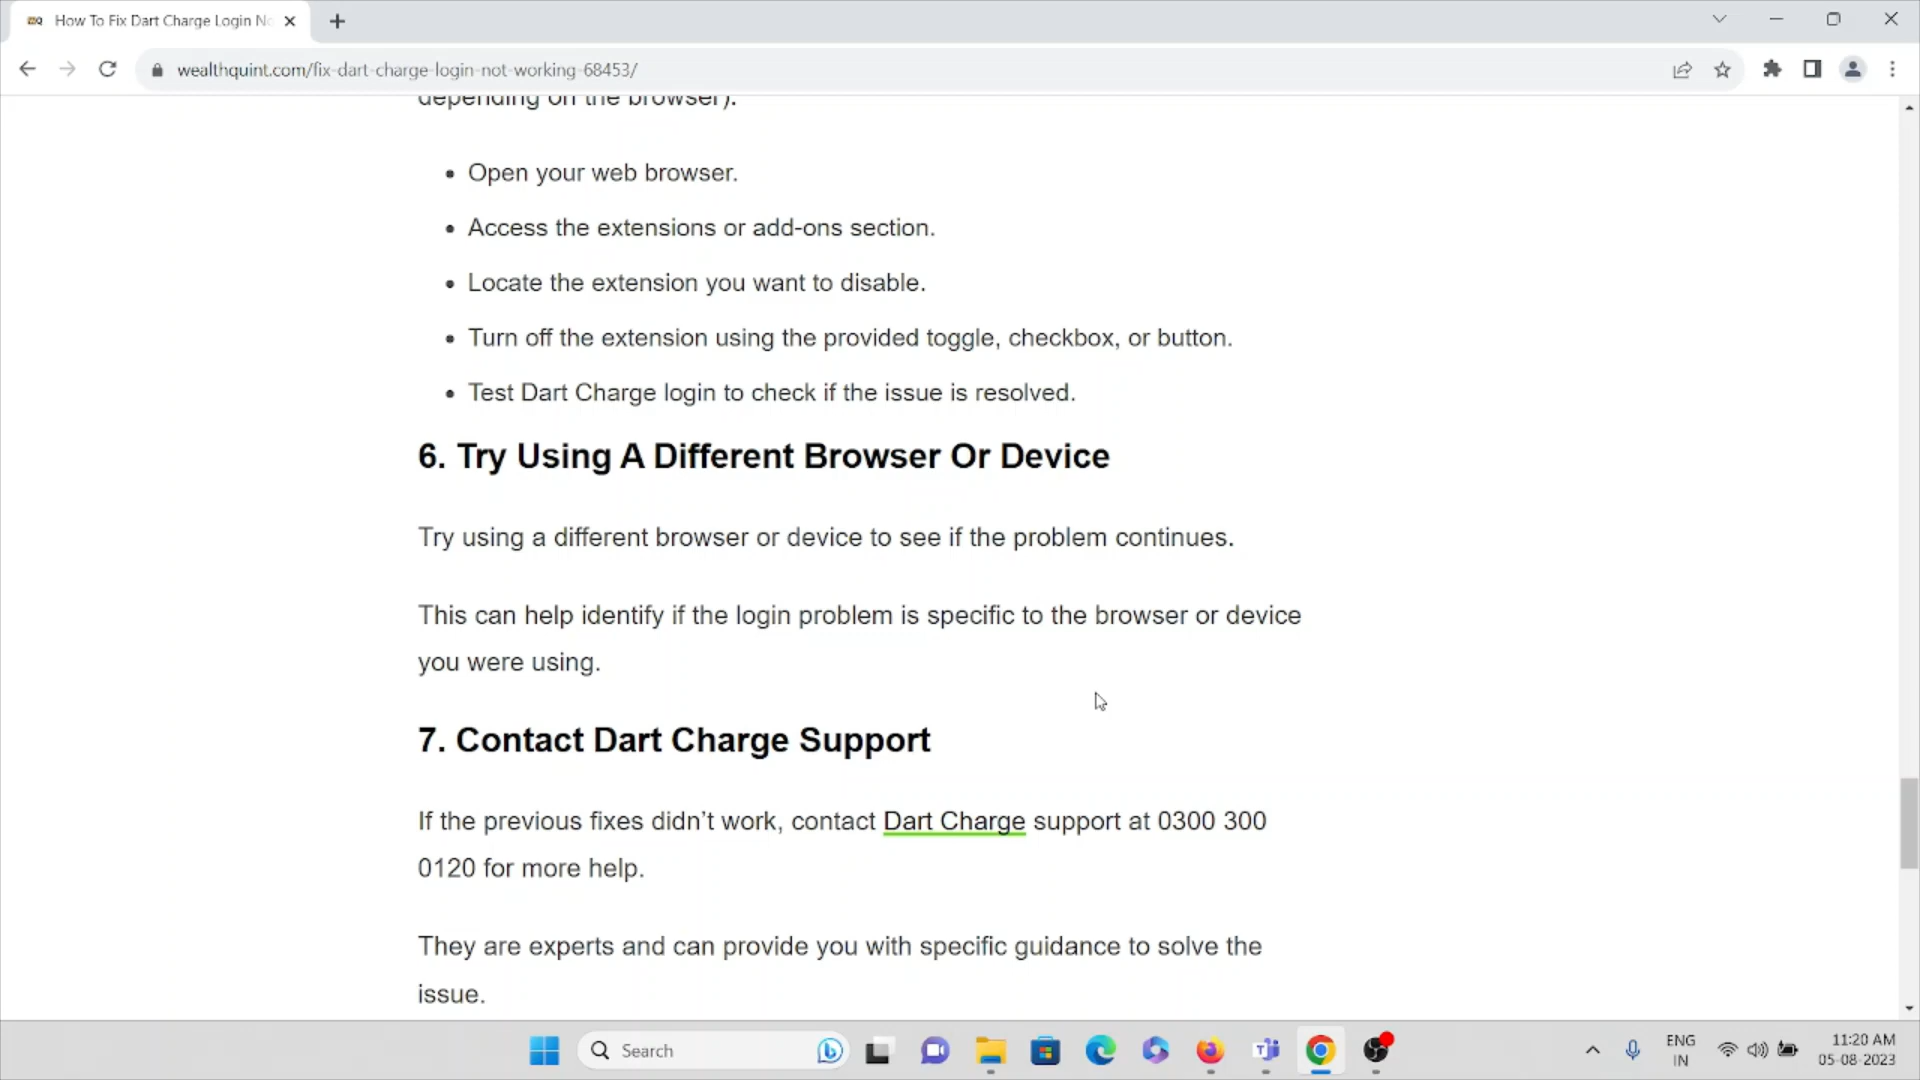 How To Fix Dart Charge Login No
wealthquint.com/fix-dart-charge-login-not-working-68453/
depending on the browser).
• Open your web browser.
• Access the extensions or add-ons section.
• Locate the extension you want to disable.
• Turn off the extension using the provided toggle, checkbox, or button.
• Test Dart Charge login to check if the issue is resolved.
6. Try Using A Different Browser Or Device
Try using a different browser or device to see if the problem continues.
This can help identify if the login problem is specific to the browser or device
you were using.
7. Contact Dart Charge Support
If the previous fixes didn’t work, contact Dart Charge support at 0300 300
0120 for more help.
They are experts and can provide you with specific guidance to solve the
issue.
Search
ENG
IN
11:20 AM
05-08-2023